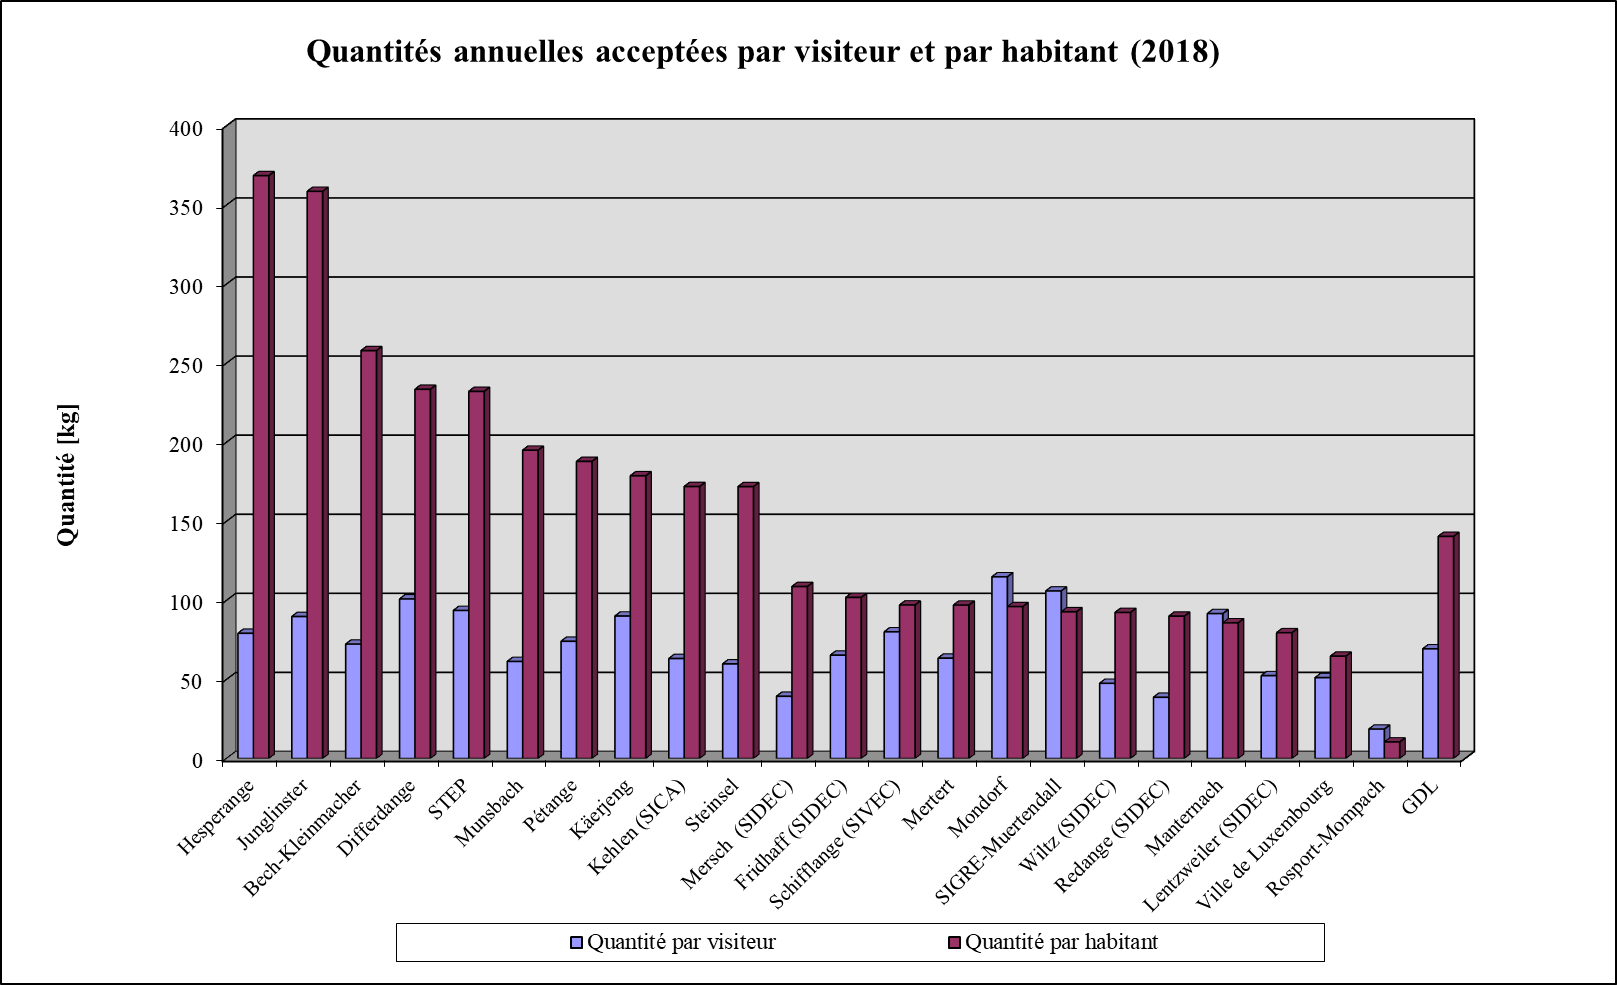 Quantités annuelles acceptées par visiteur et par habitant (2018)
Quantité [kg]
400
350
300
250
200
150
100
50
0
Hesperange
Junglinster
Bech-Kleinmacher
Differdange
STEP
Munsbach
Pétange
Käerjeng
Kehlen (SICA)
Steinsel
Mersch (SIDEC)
Fridhaff (SIDEC)
Schifflange (SIVEC)
Mertert
Mondorf
SIGRE-Muertendall
Wiltz (SIDEC)
Redange (SIDEC)
Manternach
Lentzweiler (SIDEC)
Ville de Luxembourg
Rosport-Mompach
GDL
Quantité par visiteur
Quantité par habitant